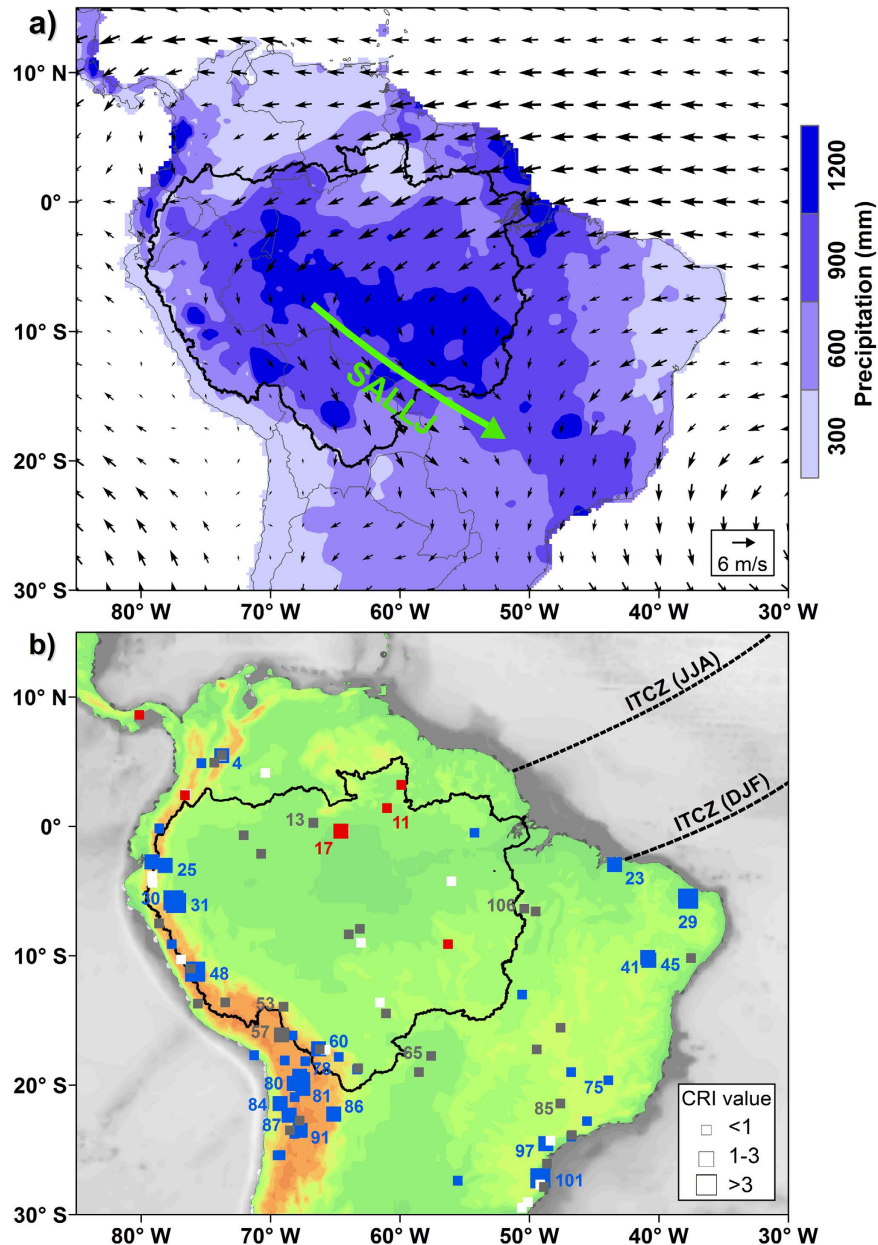 a)
10° N
0°
10° S
20° S
30° S
80° W
70° W
60° W
50° W
40° W
30° W
SALLJ
6 m/s
1200
900
600
300
Precipitation (mm)
b)
10° N
0°
10° S
20° S
30° S
80° W
70° W
60° W
50° W
40° W
30° W
ITCZ (JJA)
ITCZ (DJF)
4
13
11
17
25
23
30
31
106
29
48
41
45
53
57
60
65
78
80
81
75
84
86
85
87
91
97
101
CRI value
<1
1-3
>3